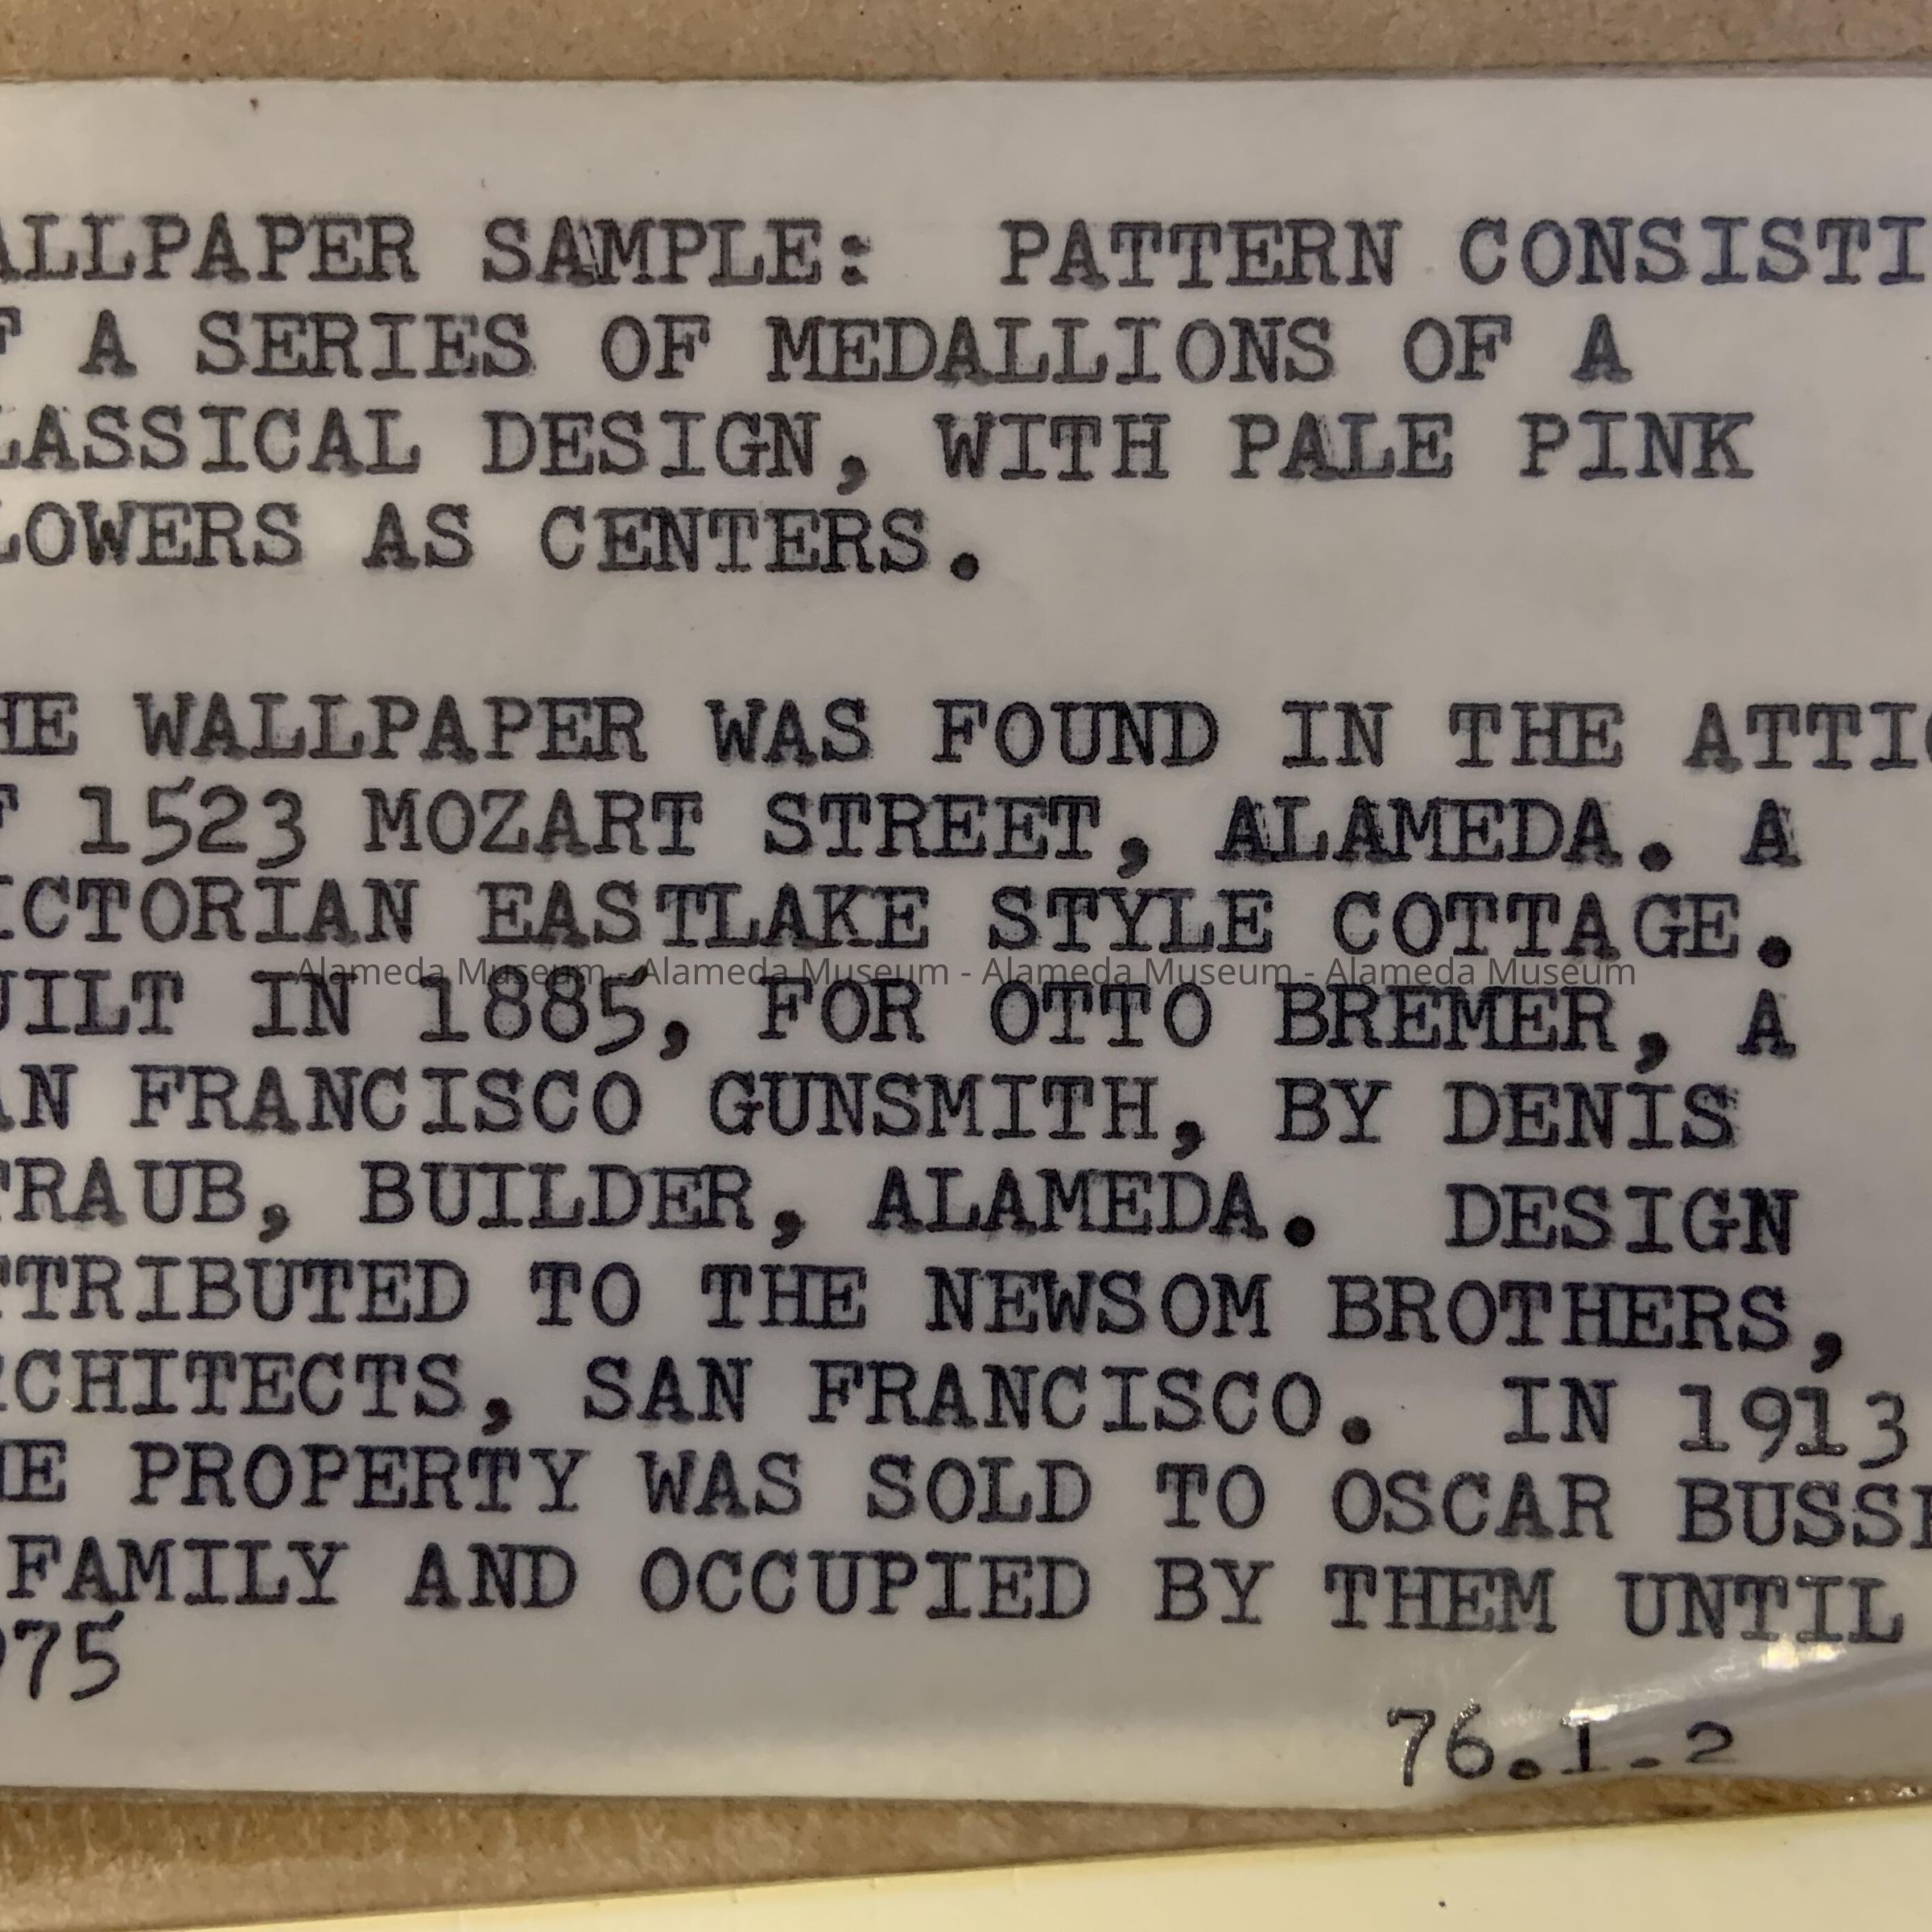 ALLPAPER SAMPLE: PATTERN CONSISTI
F A SERIES OF MEDALLIONS OF A
LASSICAL DESIGN, WITH PALE PINK
LOWERS AS CENTERS.
HE WALLPAPER WAS FOUND IN THE ATTIC
F 1523 MOZART STREET, ALAMEDA. A
ICTORIAN EASTLAKE STYLE COTTAGE.
Alameda Museum - Alameda Museum - Alameda Museum - Alameda Museum
UILT IN 1885, FOR OTTO BREMER, A
AN FRANCISCO GUNSMITH, BY DENIS
TRAUB, BUILDER, ALAMEDA. DESIGN
TTRIBUTED TO THE NEWSOM BROTHERS,
RCHITECTS, SAN FRANCISCO. IN 1913
HE PROPERTY WAS SOLD TO OSCAR BUSSE
FAMILY AND OCCUPIED BY THEM UNTIL
975
76.1-2